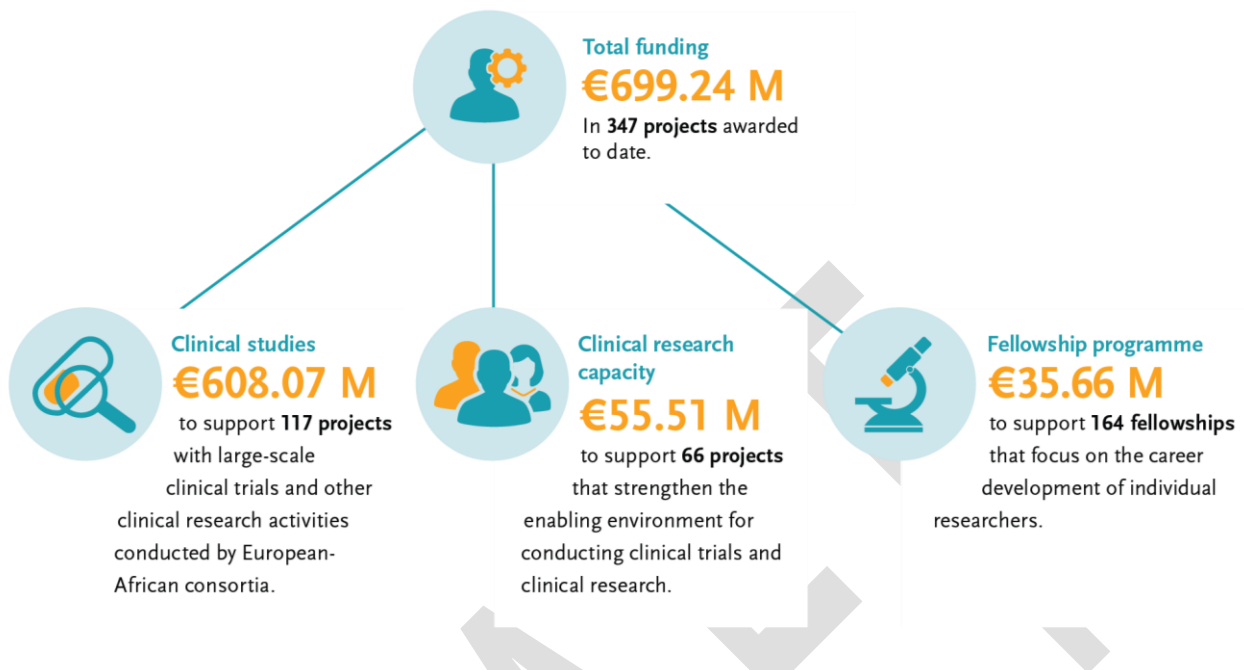 Total funding
€699.24 M
In 347 projects awarded
to date.
Clinical studies
€608.07 M
to support 117 projects
with large-scale
clinical trials and other
clinical research activities
conducted by European-
African consortia.
Clinical research
capacity
€55.51 M
to support 66 projects
that strengthen the
enabling environment for
conducting clinical trials and
clinical research.
Fellowship programme
€35.66 M
to support 164 fellowships
that focus on the career
development of individual
researchers.